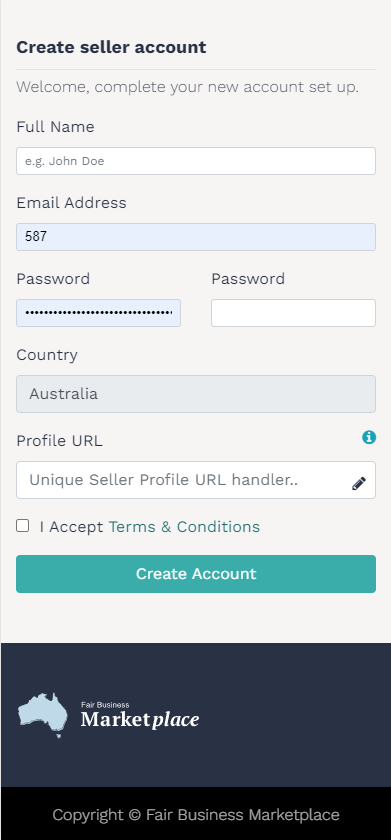 Create seller account
Welcome, complete your new account set up.
Full Name
e.g. John Doe
Email Address
587
Password Password
Country
Australia
Profile URL
Unique Seller Profile URL handler..
I Accept Terms & Conditions
Create Account
Fair Business
Marketplace
Copyright © Fair Business Marketplace